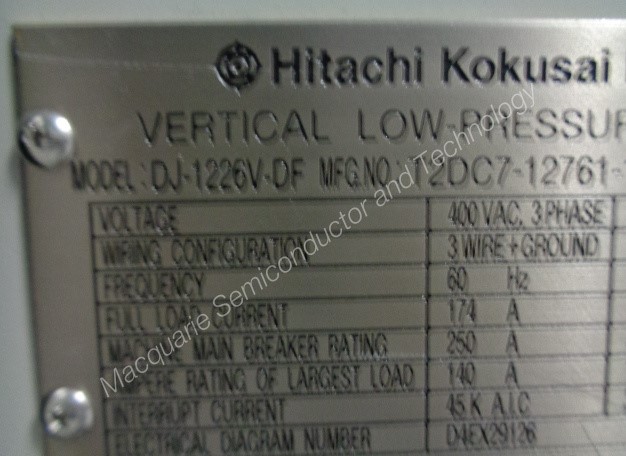 Hitachi Kokusai
VERTICAL LOW-PRESSUR
MODEL: DJ-1226V-DF MFG.NO.: T2DC7-12761-
VOLTAGE 400 VAC. 3 PHASE
WIRING CONFIGURATION 3 WIRE+GROUND
FREQUENCY 60 Hz
FULL LOAD CURRENT 174 A
MACHINE MAIN BREAKER RATING 250 A
AMPERE RATING OF LARGEST LOAD 140 A
INTERRUPT CURRENT 45K A.I.C
ELECTRICAL DIAGRAM NUMBER D4EX29126
Macquarie Semiconductor and Technology